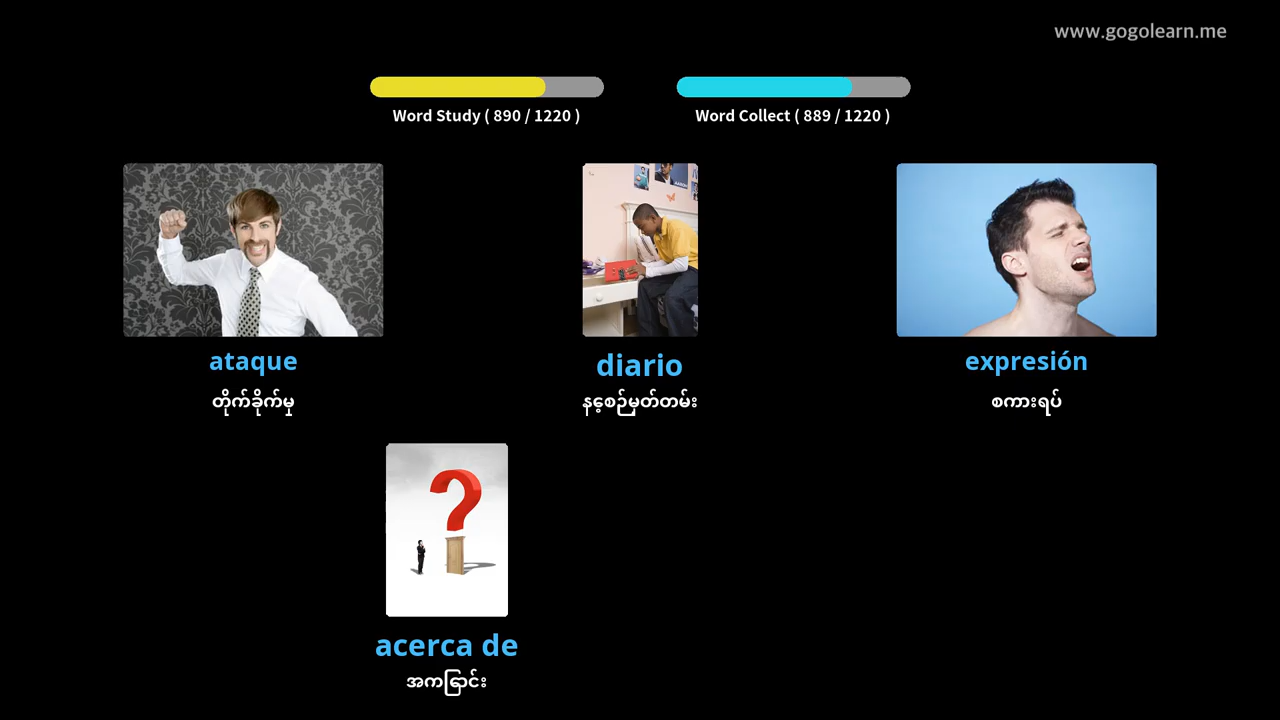 www.gogolearn.me
Word Study ( 890 / 1220 )
Word Collect ( 889 / 1220 )
ataque
diario
expresión
တိုက်ခိုက်မှု
နေ့စဉ်မှတ်တမ်း
စကားရပ်
acerca de
အကြောင်း